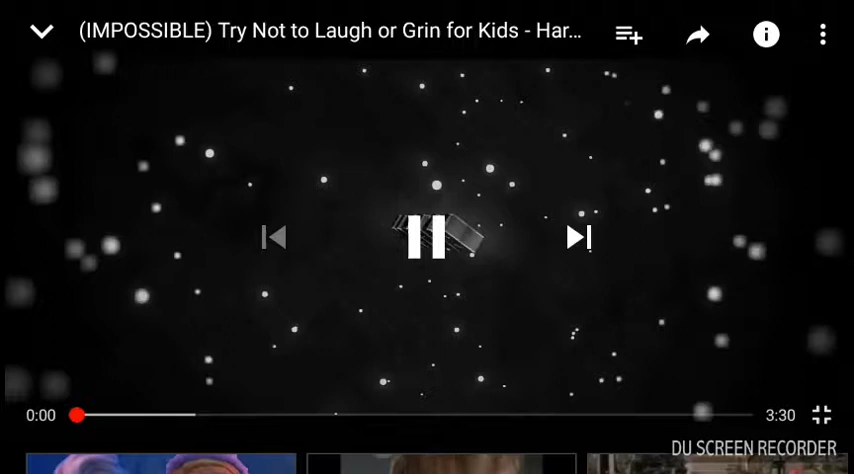 (IMPOSSIBLE) Try Not to Laugh or Grin for Kids - Har...
0:00
3:30
DU SCREEN RECORDER